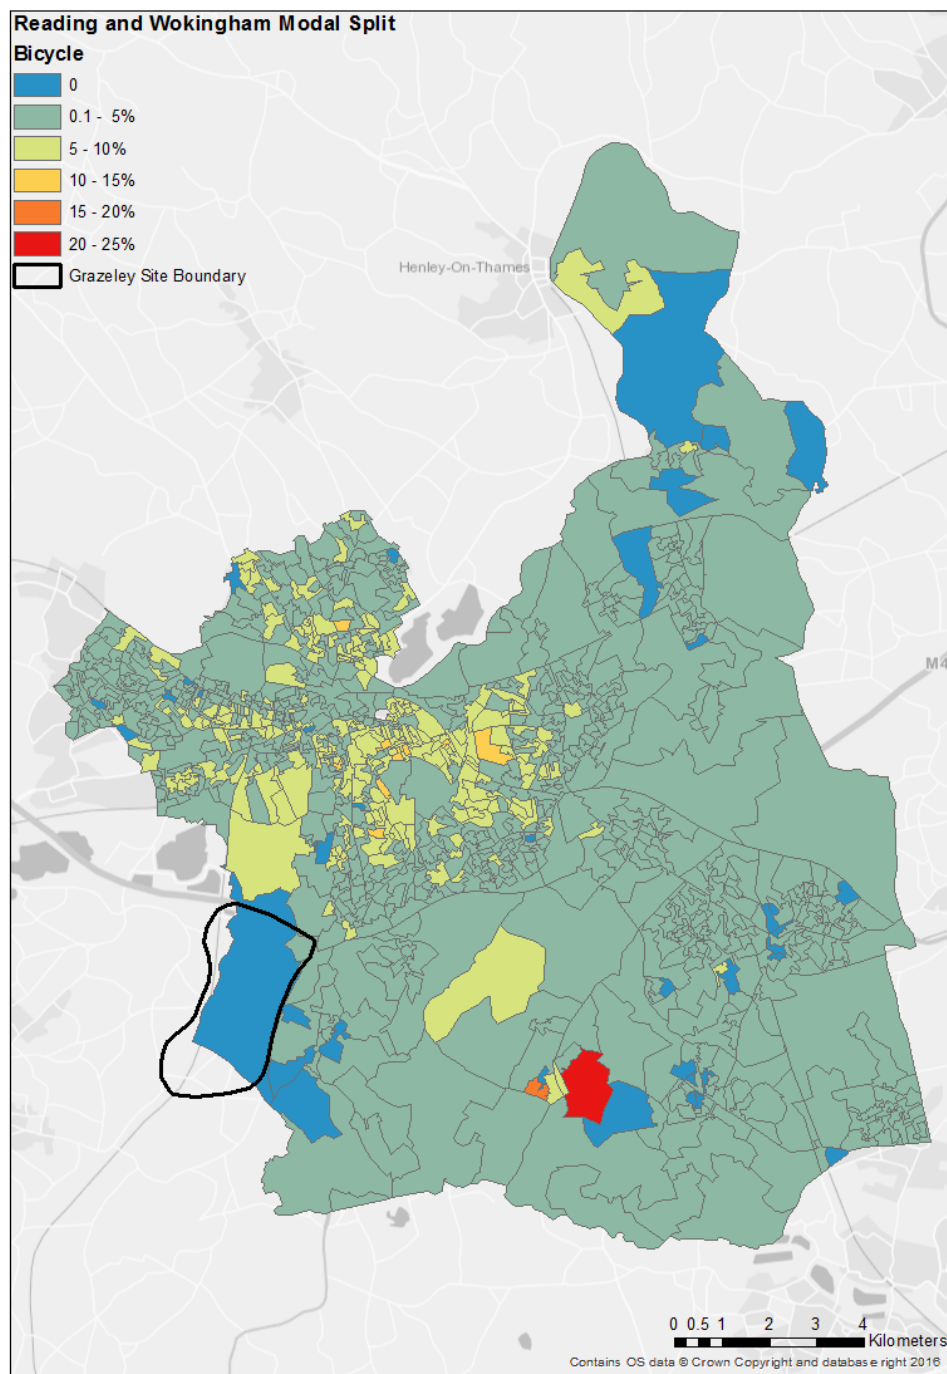 Reading and Wokingham Modal Split
Bicycle
0
0.1 - 5%
5 - 10%
10 - 15%
15 - 20%
20 - 25%
Grazeley Site Boundary
Henley-On-Thames
M4
0 0.5 1 2 3 4
Kilometers
Contains OS data © Crown Copyright and database right 2016